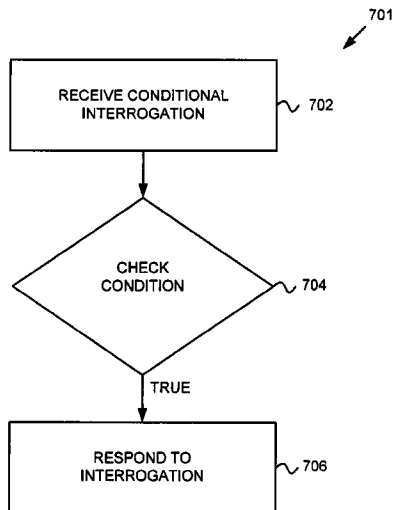 701
RECEIVE CONDITIONAL
INTERROGATION
702
CHECK
CONDITION
704
TRUE
RESPOND TO
INTERROGATION
706